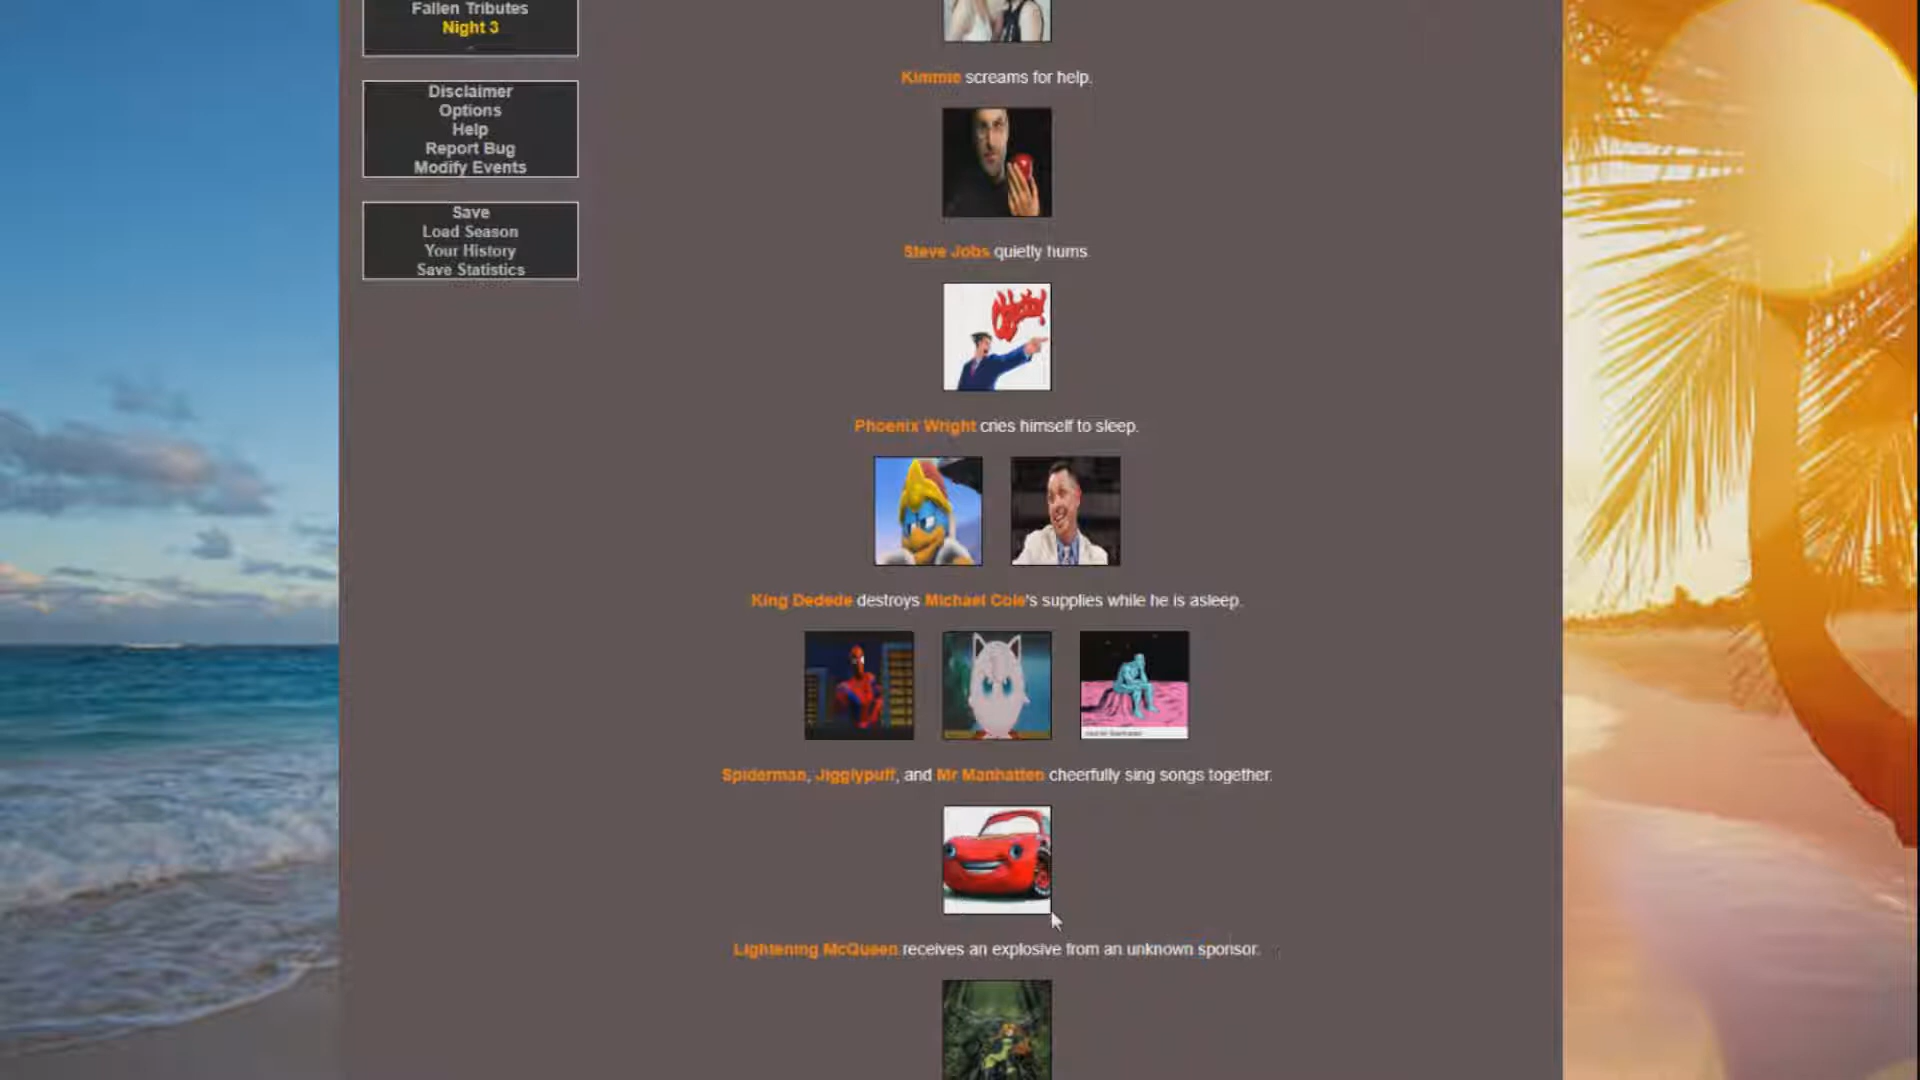 Fallen Tributes
Night 3
Disclaimer
Options
Help
Report Bug
Modify Events
Save
Load Season
Your History
Save Statistics
Kimmie screams for help.
Steve Jobs quietly hums.
Phoenix Wright cries himself to sleep.
King Dedede destroys Michael Cole's supplies while he is asleep.
Spiderman, Jigglypuff, and Mr Manhatten cheerfully sing songs together.
Lightening McQueen receives an explosive from an unknown sponsor.